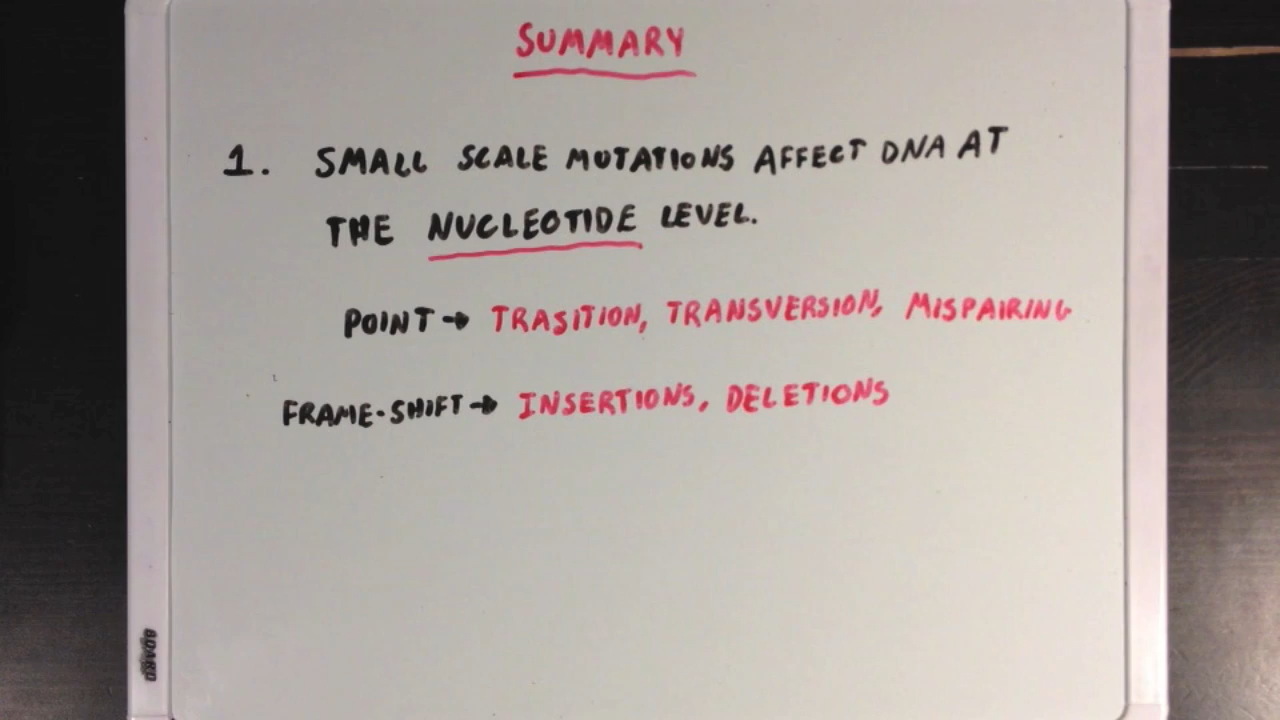 SUMMARY
1. SMALL SCALE MUTATIONS AFFECT DNA AT
THE NUCLEOTIDE LEVEL.
POINT → TRASITION, TRANSVERSION, MISPAIRING
FRAME-SHIFT → INSERTIONS, DELETIONS
BOARD